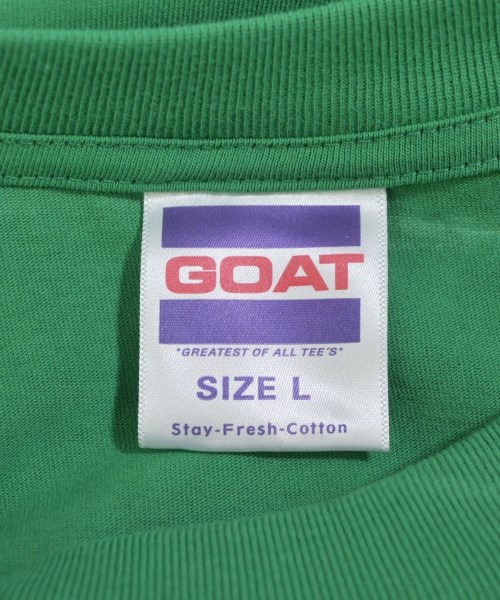 GOAT
"GREATEST OF ALL TEE'S"
SIZE L
Stay-Fresh-Cotton